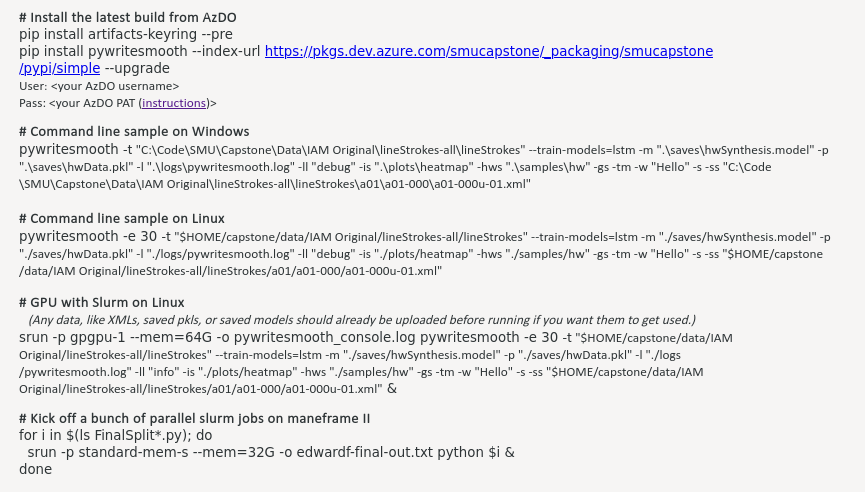 # Install the latest build from AzDO
pip install artifacts-keyring --pre
pip install pywritesmooth --index-url https://pkgs.dev.azure.com/smucapstone/_packaging/smucapstone
/pypi/simple --upgrade
User: <your AzDO username>
Pass: <your AzDO PAT (instructions)>
# Command line sample on Windows
pywritesmooth -t "C:\Code\SMU\Capstone\Data\IAM Original\lineStrokes-all\lineStrokes" --train-models=lstm -m ".\saves\hwSynthesis.model" -p
".\saves\hwData.pkl" -l ".\logs\pywritesmooth.log" -ll "debug" -is ".\plots\heatmap" -hws ".\samples\hw" -gs -tm -w "Hello" -s -ss "C:\Code
\SMU\Capstone\Data\IAM Original\lineStrokes-all\lineStrokes\a01\a01-000\a01-000u-01.xml"
# Command line sample on Linux
pywritesmooth -e 30 -t "$HOME/capstone/data/IAM Original/lineStrokes-all/lineStrokes" --train-models=lstm -m "./saves/hwSynthesis.model" -p
"./saves/hwData.pkl" -l "./logs/pywritesmooth.log" -ll "debug" -is "./plots/heatmap" -hws "./samples/hw" -gs -tm -w "Hello" -s -ss "$HOME/capstone
/data/IAM Original/lineStrokes-all/lineStrokes/a01/a01-000/a01-000u-01.xml"
# GPU with Slurm on Linux
(Any data, like XMLs, saved pkls, or saved models should already be uploaded before running if you want them to get used.)
srun -p gpgpu-1 --mem=64G -o pywritesmooth_console.log pywritesmooth -e 30 -t "$HOME/capstone/data/IAM
Original/lineStrokes-all/lineStrokes" --train-models=lstm -m "./saves/hwSynthesis.model" -p "./saves/hwData.pkl" -l "./logs
/pywritesmooth.log" -ll "info" -is "./plots/heatmap" -hws "./samples/hw" -gs -tm -w "Hello" -s -ss "$HOME/capstone/data/IAM
Original/lineStrokes-all/lineStrokes/a01/a01-000/a01-000u-01.xml" &
# Kick off a bunch of parallel slurm jobs on maneframe II
for i in $(ls FinalSplit*.py); do
srun -p standard-mem-s --mem=32G -o edwardf-final-out.txt python $i &
done